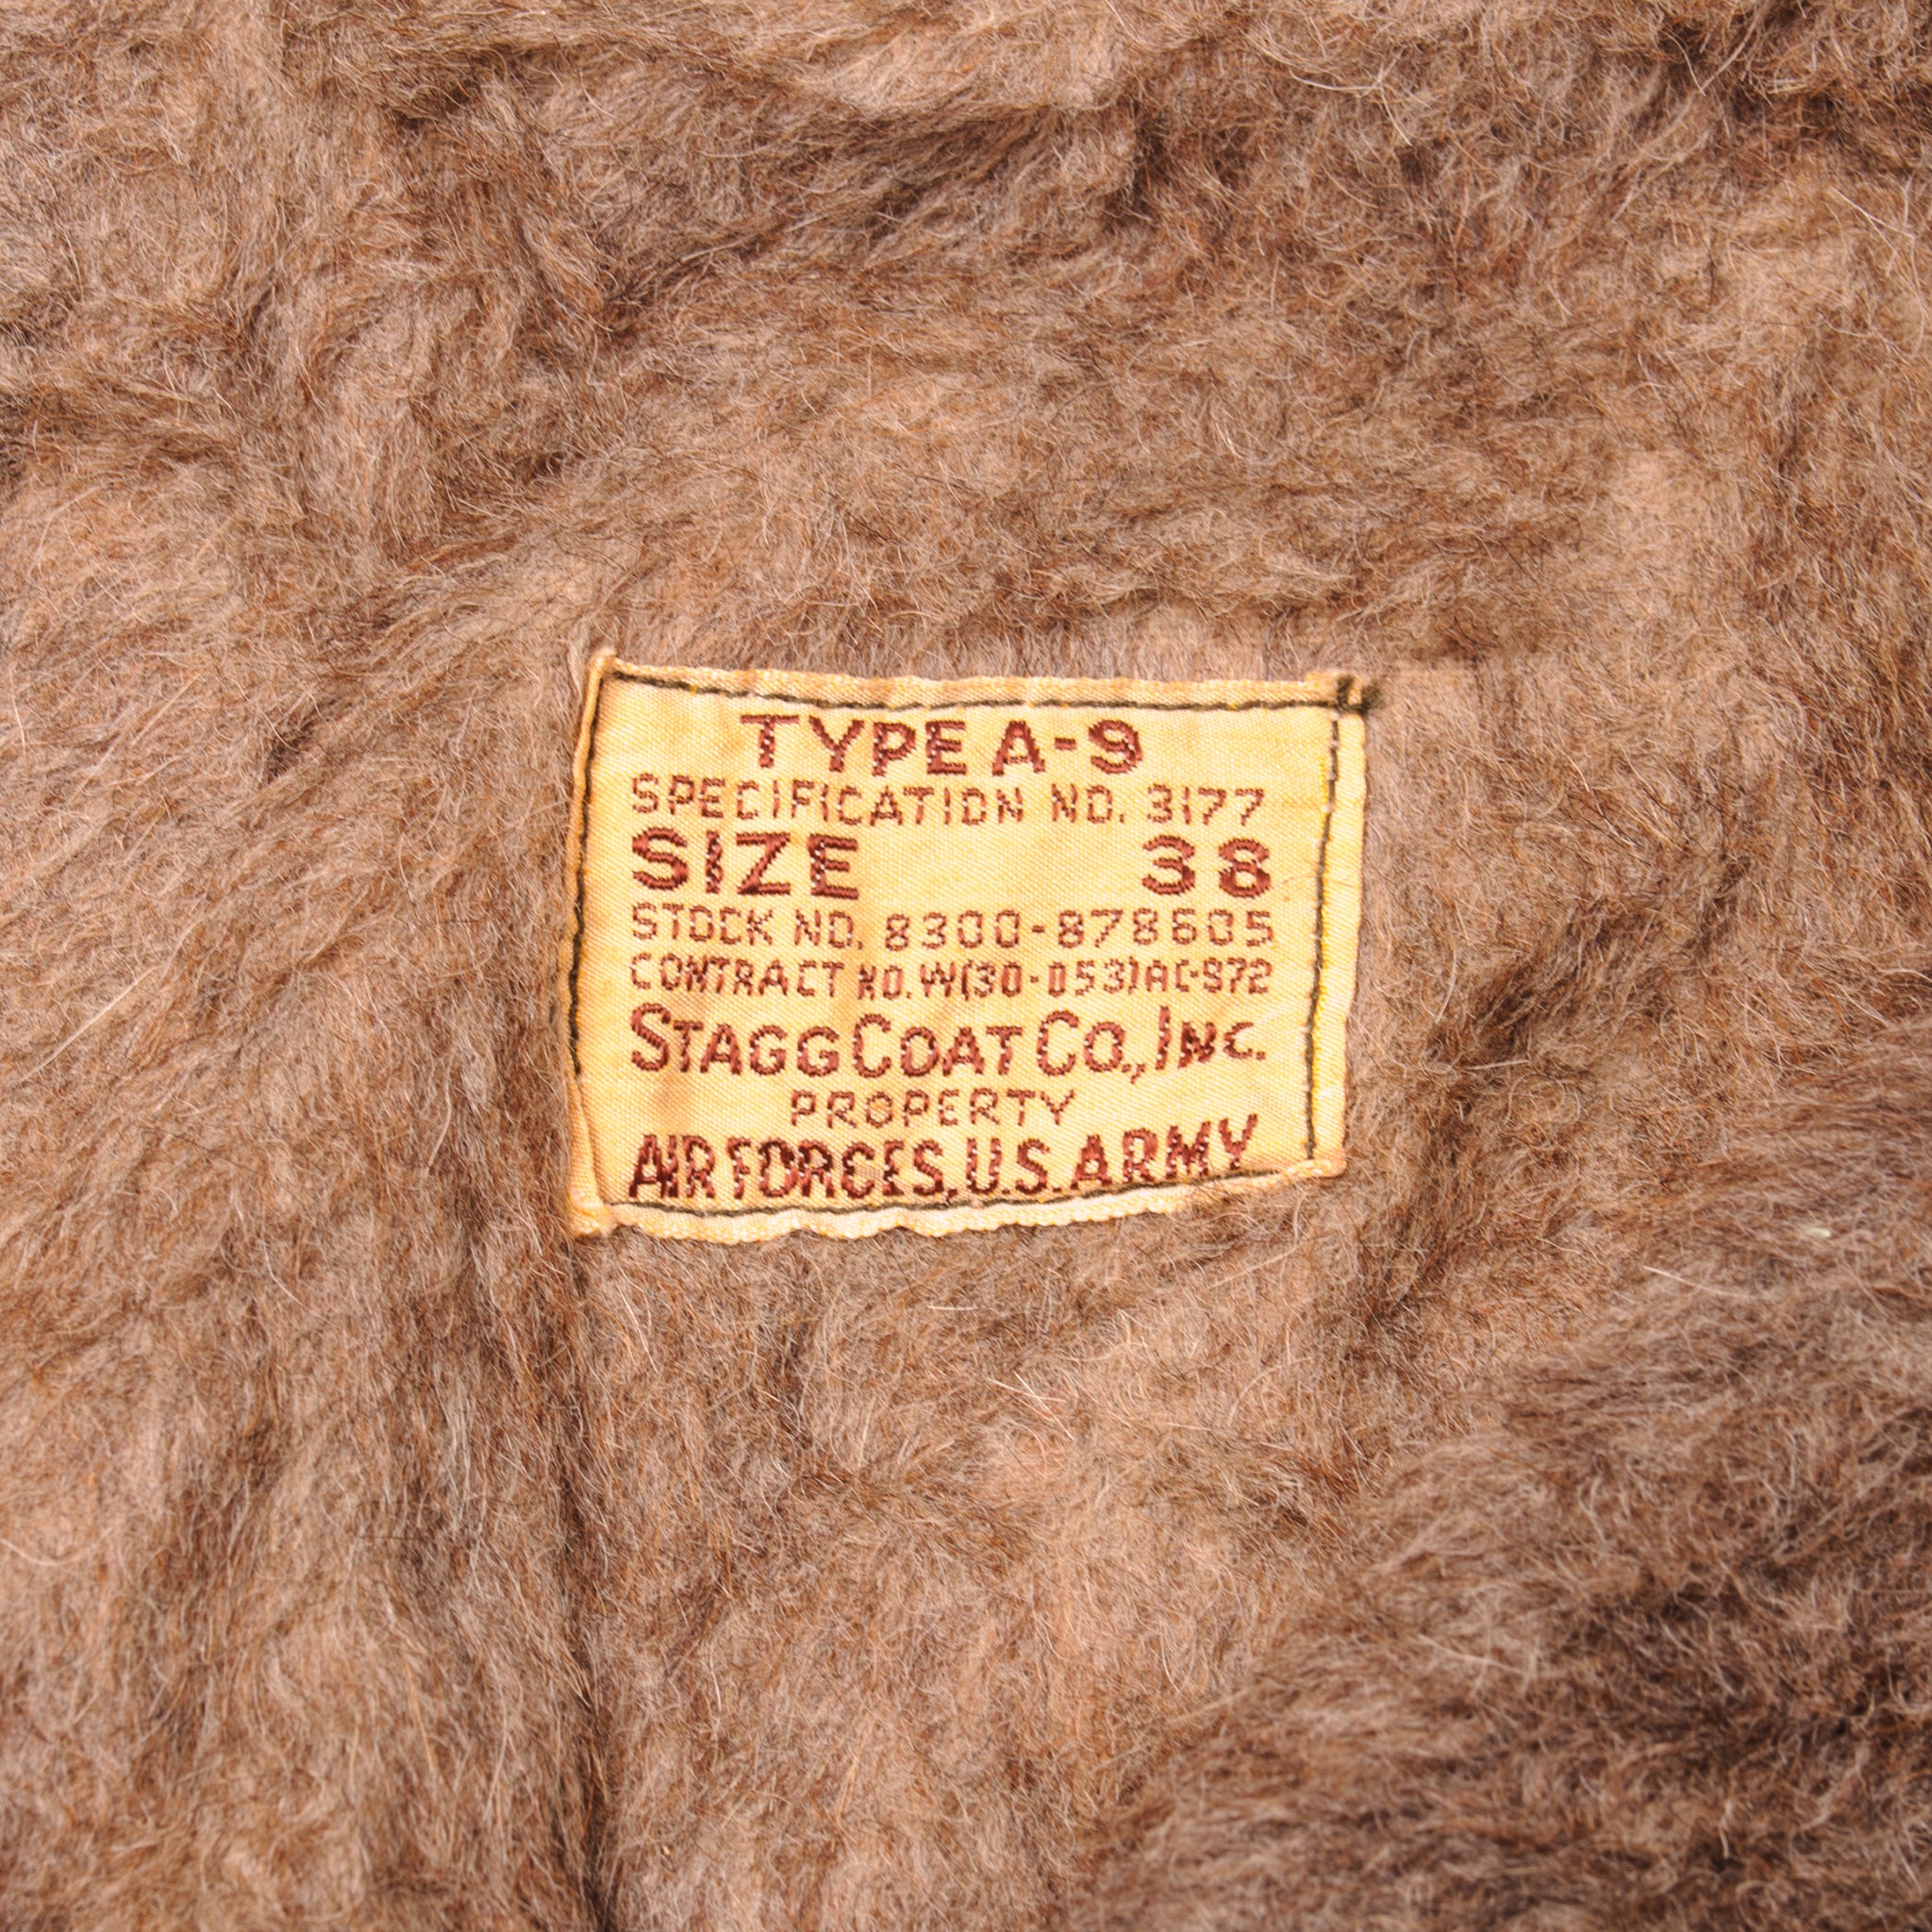 TYPE A-9
SPECIFICATION NO. 3177
SIZE 38
STOCK NO. 8300-878605
CONTRACT NO. W(30-053)AC-972
STAGG COAT CO., INC.
PROPERTY
AIR FORCES, U.S. ARMY